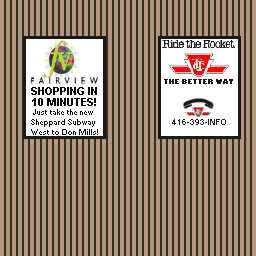 FAIRVIEW
SHOPPING IN
10 MINUTES!
Just take the new
Sheppard Subway
West to Don Mills!
Ride the Rocket.
THE BETTER WAY
416-393-INFO